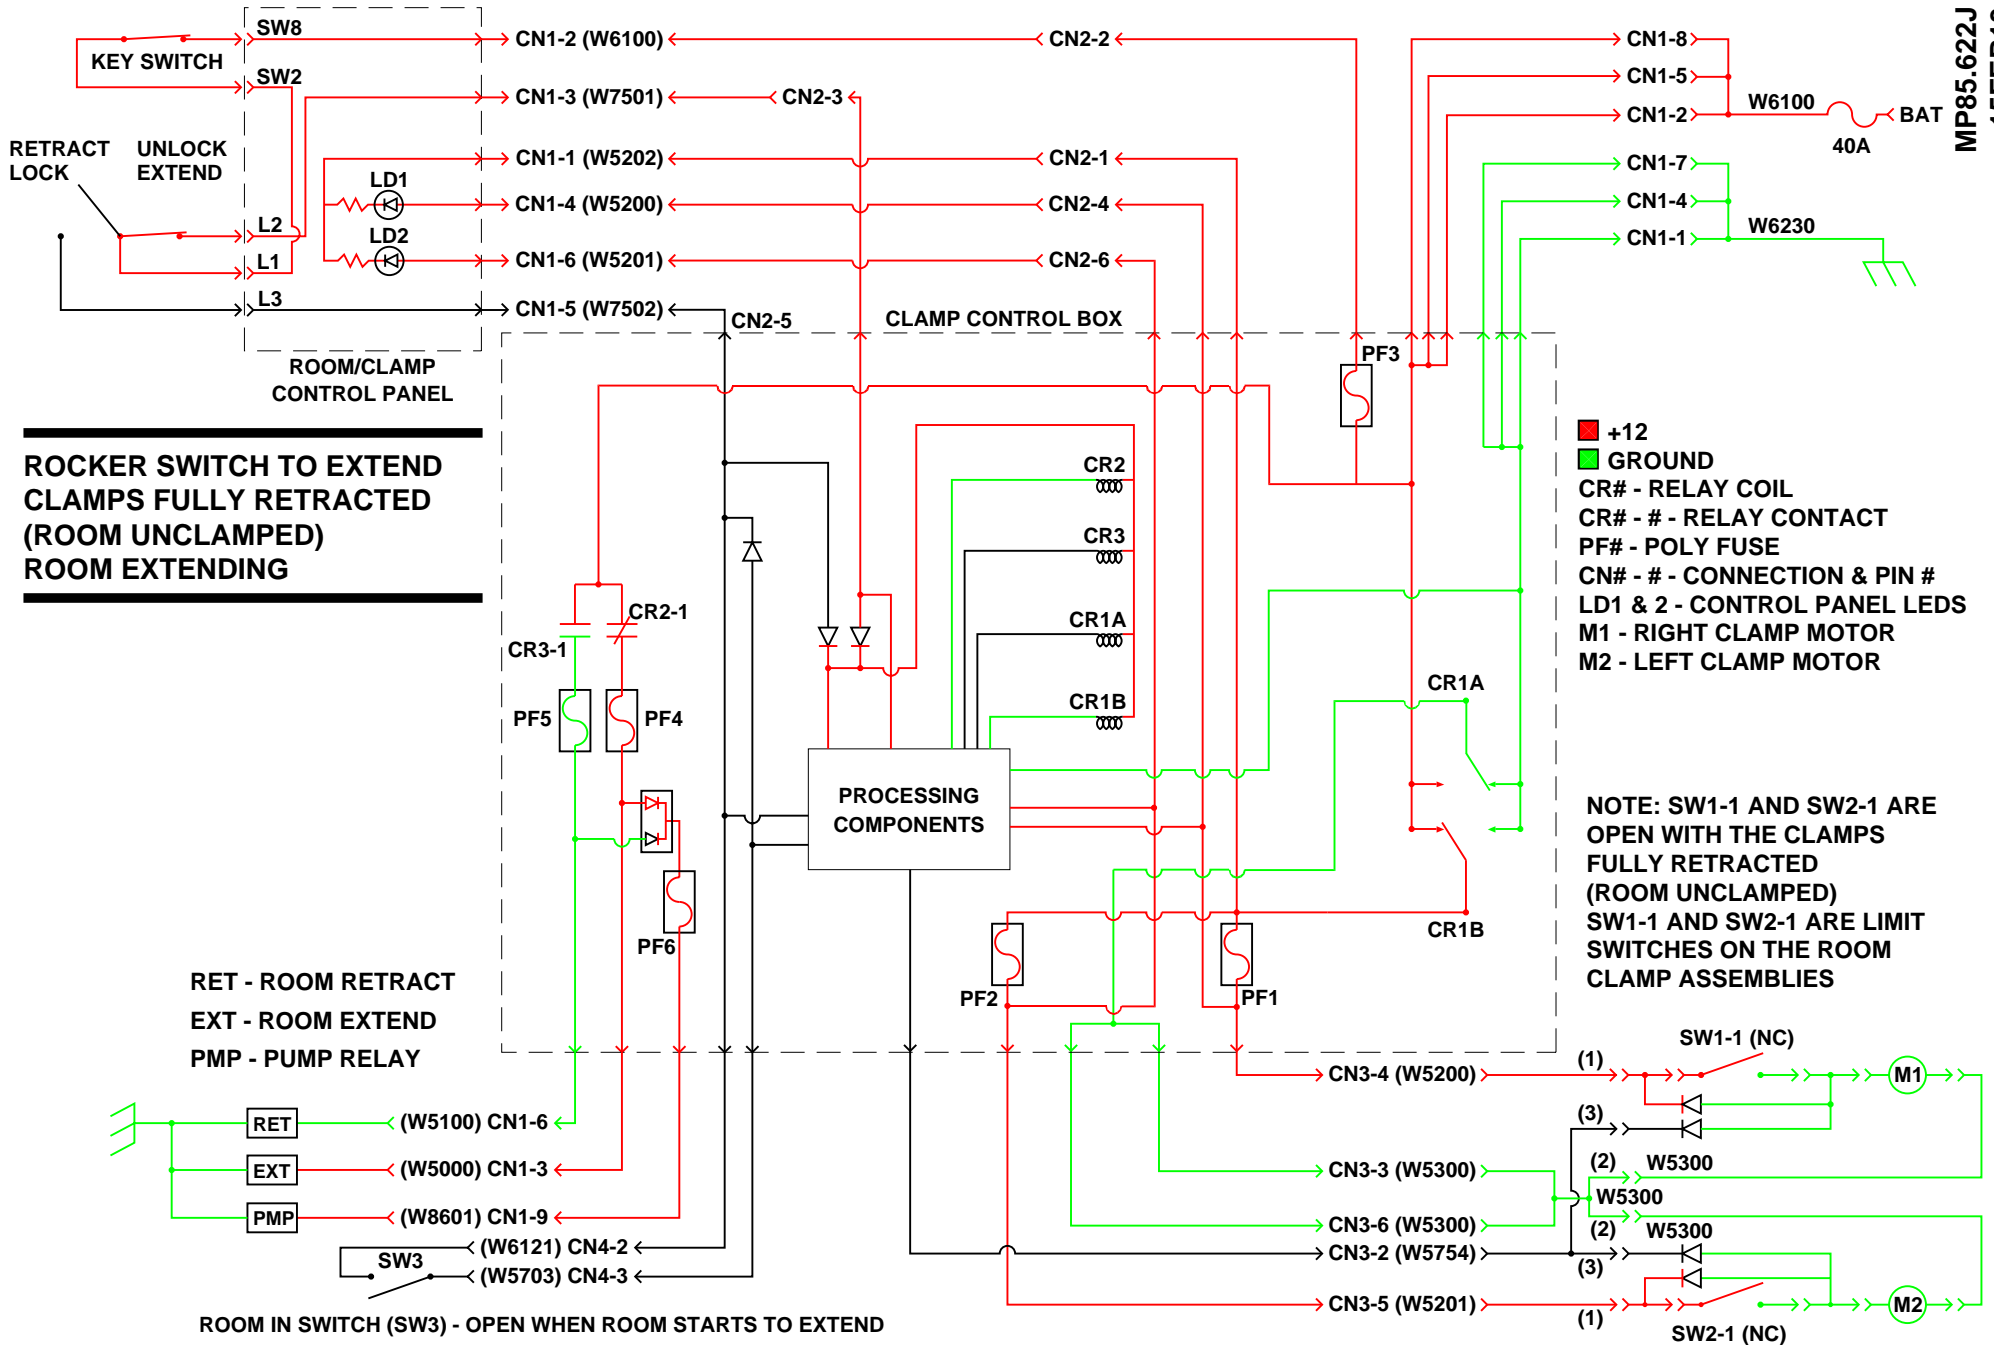 SW8
CN1-2 (W6100)
CN2-2
CN1-8
KEY SWITCH
SW2
CN1-5
CN1-3 (W7501)
CN2-3
W6100
CN1-2
BAT
40A
MP85.622J
RETRACT
LOCK
UNLOCK
EXTEND
CN1-1 (W5202)
CN2-1
CN1-7
LD1
CN1-4 (W5200)
CN2-4
CN1-4
L2
LD2
W6230
CN1-1
L1
CN1-6 (W5201)
CN2-6
L3
CN1-5 (W7502)
CN2-5
CLAMP CONTROL BOX
ROOM/CLAMP
CONTROL PANEL
PF3
ROCKER SWITCH TO EXTEND
CLAMPS FULLY RETRACTED
(ROOM UNCLAMPED)
ROOM EXTENDING
+12
GROUND
CR# - RELAY COIL
CR# - # - RELAY CONTACT
PF# - POLY FUSE
CN# - # - CONNECTION & PIN #
LD1 & 2 - CONTROL PANEL LEDS
M1 - RIGHT CLAMP MOTOR
M2 - LEFT CLAMP MOTOR
CR2
CR3
CR1A
CR1B
CR2-1
CR3-1
PF5
PF4
CR1A
PROCESSING
COMPONENTS
PF6
CR1B
PF2
PF1
NOTE: SW1-1 AND SW2-1 ARE
OPEN WITH THE CLAMPS
FULLY RETRACTED
(ROOM UNCLAMPED)
SW1-1 AND SW2-1 ARE LIMIT
SWITCHES ON THE ROOM
CLAMP ASSEMBLIES
RET - ROOM RETRACT
EXT - ROOM EXTEND
PMP - PUMP RELAY
SW1-1 (NC)
(1)
CN3-4 (W5200)
M1
(3)
RET
(W5100) CN1-6
EXT
(W5000) CN1-3
CN3-3 (W5300)
(2)
W5300
W5300
PMP
(W8601) CN1-9
CN3-6 (W5300)
(2)
W5300
(W6121) CN4-2
CN3-2 (W5754)
(3)
SW3
(W5703) CN4-3
CN3-5 (W5201)
(1)
M2
SW2-1 (NC)
ROOM IN SWITCH (SW3) - OPEN WHEN ROOM STARTS TO EXTEND